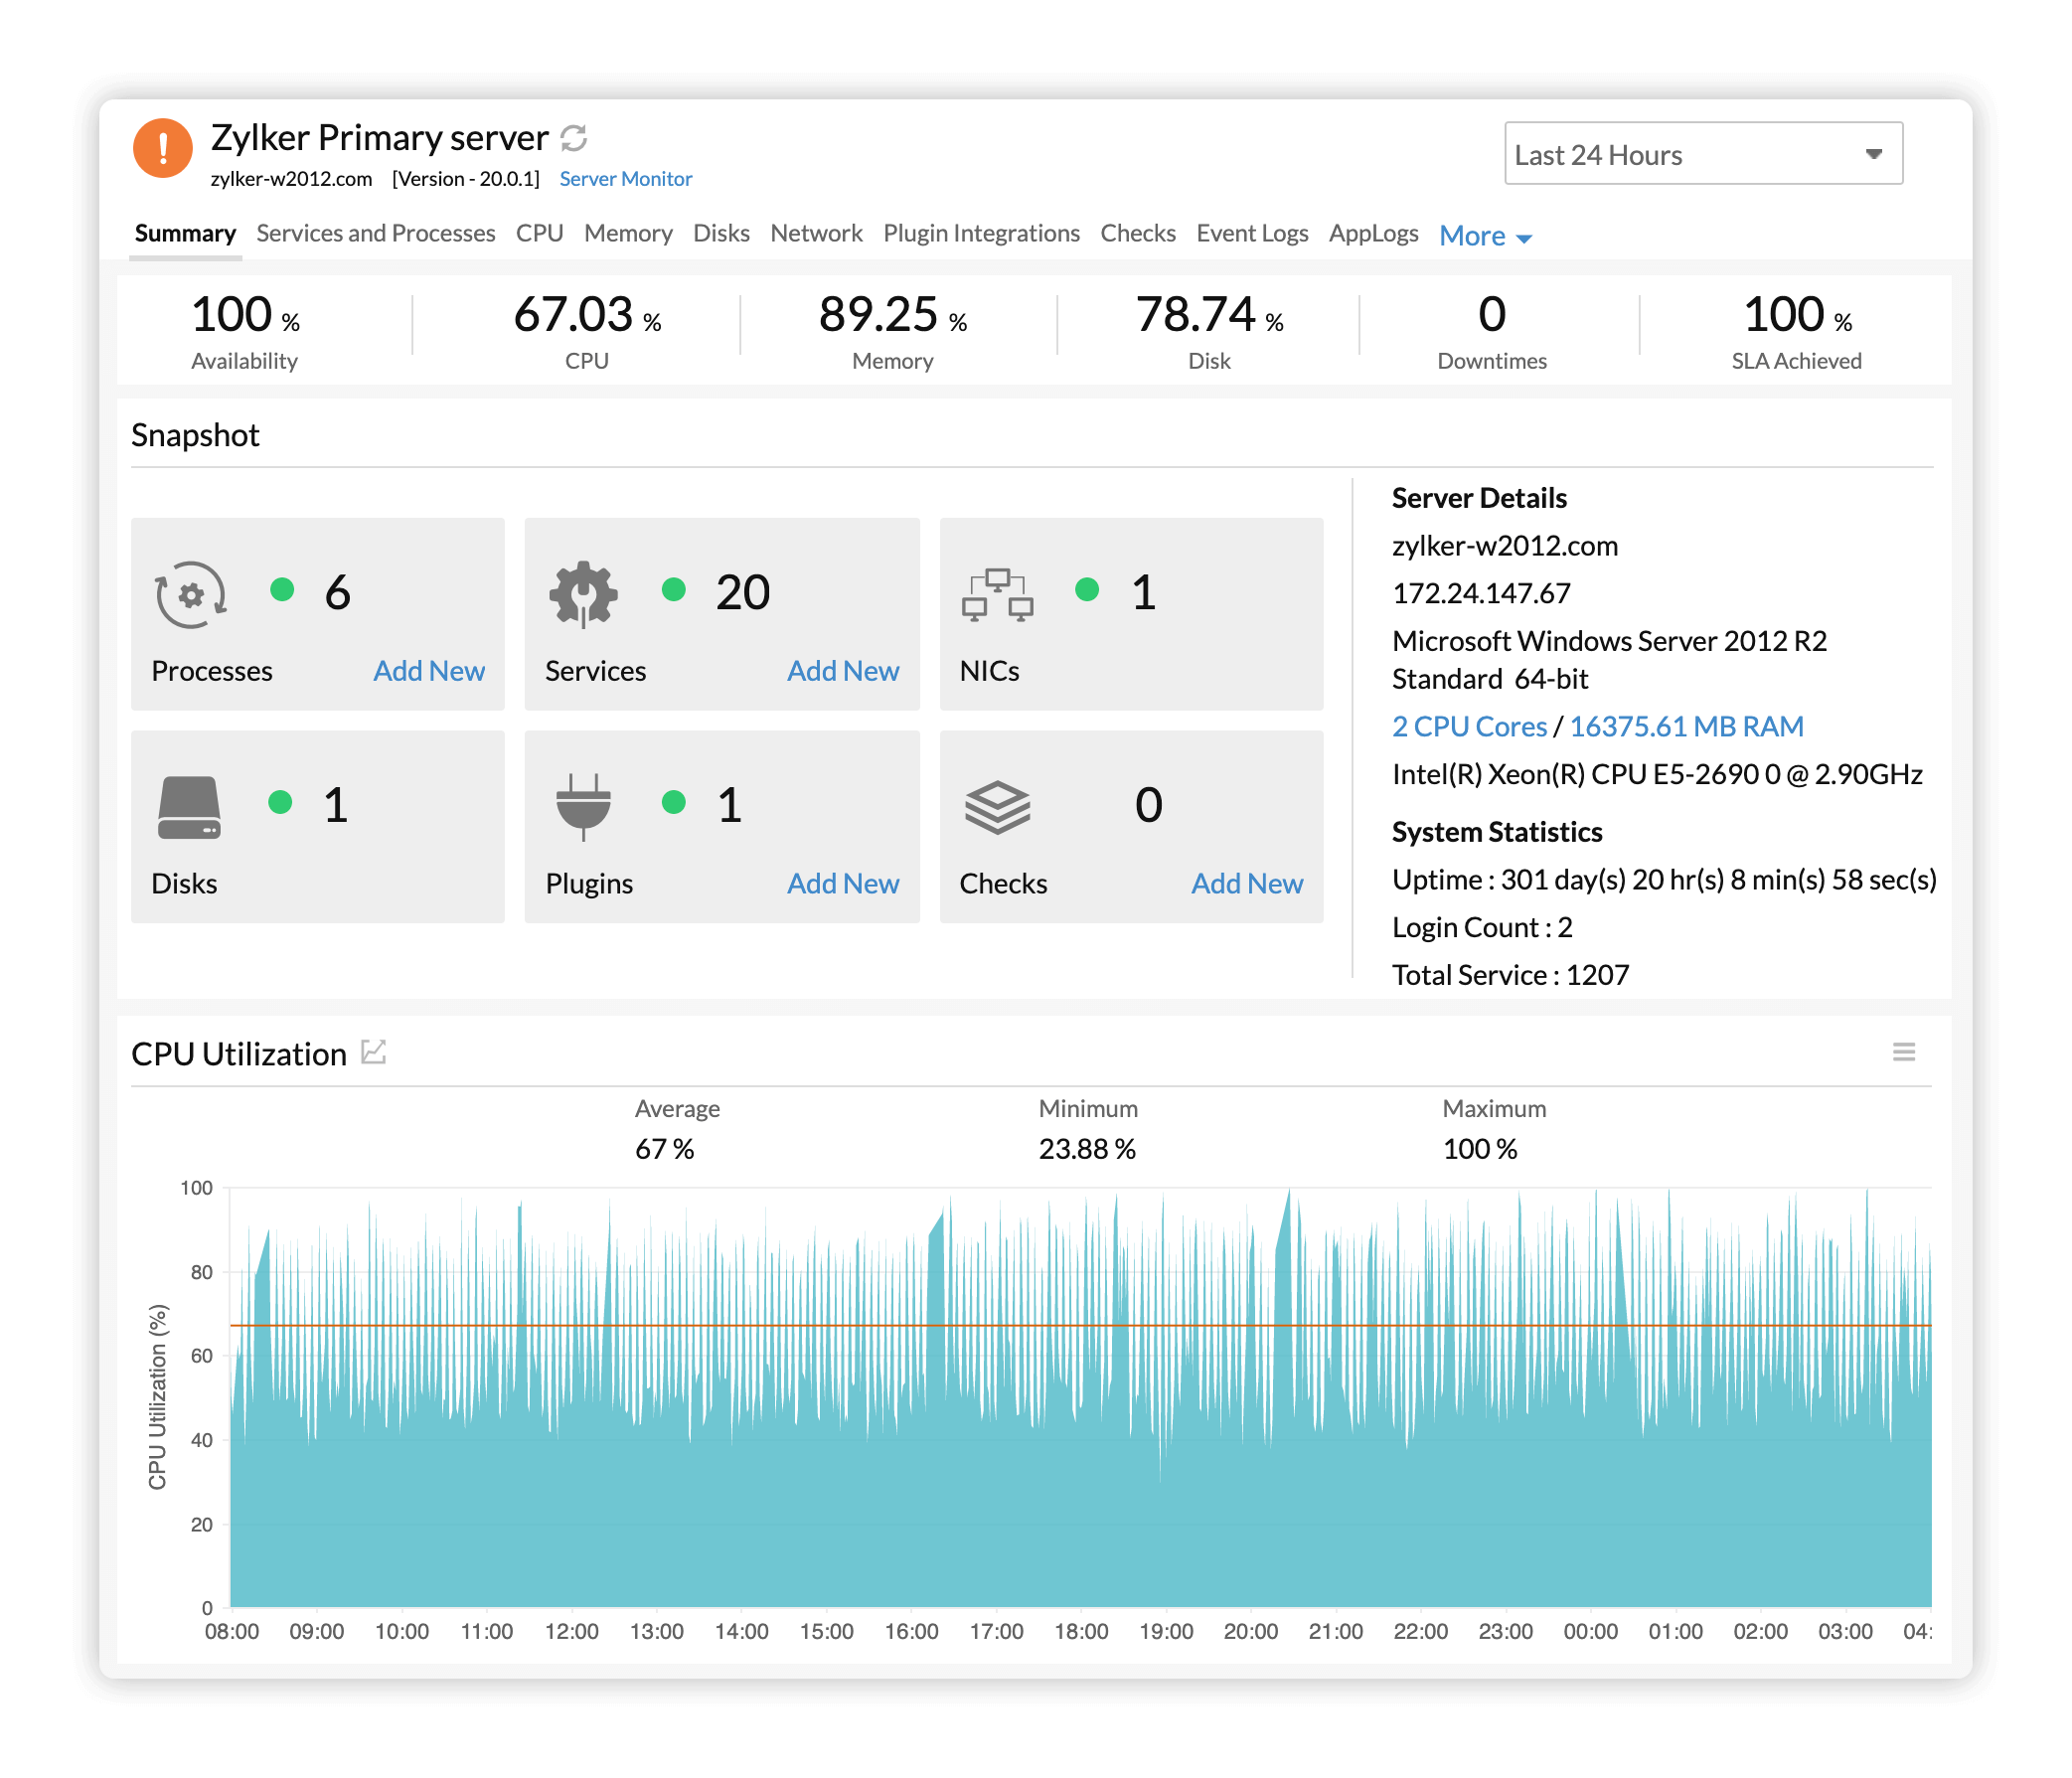 Zylker Primary server
zylker-w2012.com [Version - 20.0.1] Server Monitor
Last 24 Hours
Summary Services and Processes CPU Memory Disks Network Plugin Integrations Checks Event Logs AppLogs More
100 % 67.03 % 89.25 % 78.74 % 0 100 %
Availability CPU Memory Disk Downtimes SLA Achieved
Snapshot
6 20 1
Processes Add New Services Add New NICs
1 1 0
Disks Plugins Add New Checks Add New
Server Details
zylker-w2012.com
172.24.147.67
Microsoft Windows Server 2012 R2
Standard 64-bit
2 CPU Cores / 16375.61 MB RAM
Intel(R) Xeon(R) CPU E5-2690 0 @ 2.90GHz
System Statistics
Uptime : 301 day(s) 20 hr(s) 8 min(s) 58 sec(s)
Login Count : 2
Total Service : 1207
CPU Utilization
Average Minimum Maximum
67 % 23.88 % 100 %
CPU Utilization (%)
100
80
60
40
20
0
08:00 09:00 10:00 11:00 12:00 13:00 14:00 15:00 16:00 17:00 18:00 19:00 20:00 21:00 22:00 23:00 00:00 01:00 02:00 03:00 04: